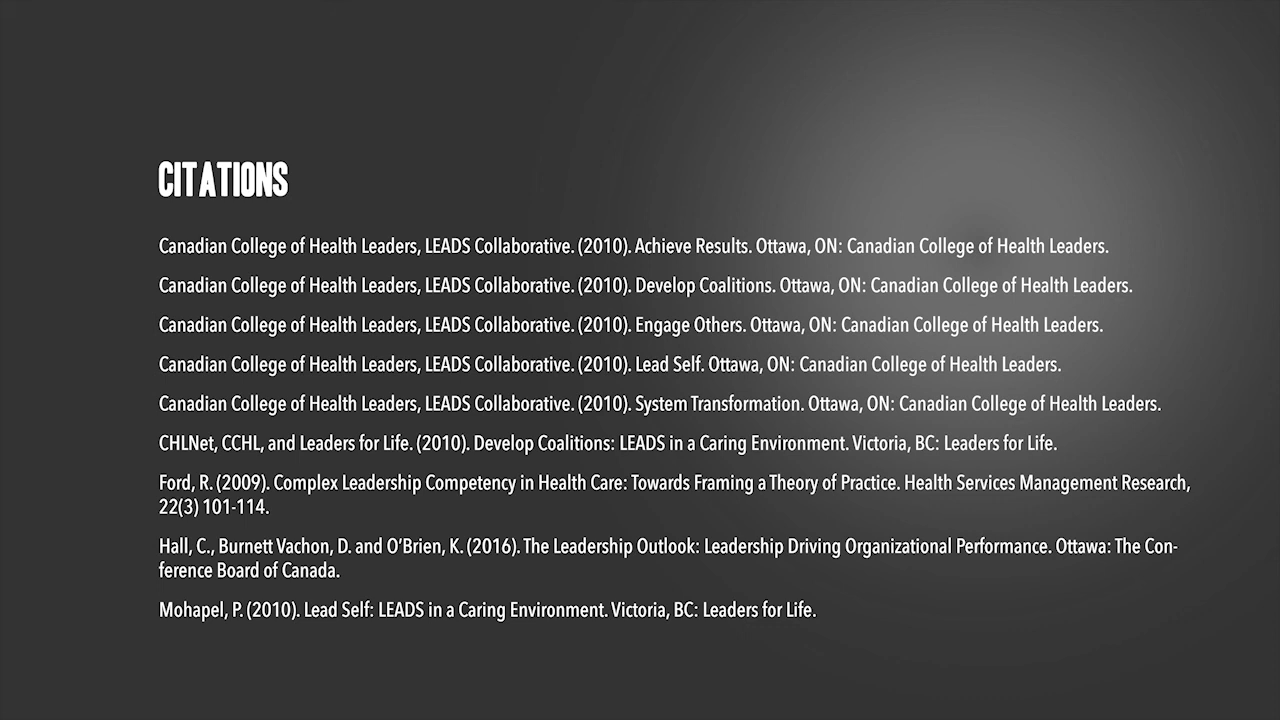 CITATIONS
Canadian College of Health Leaders, LEADS Collaborative. (2010). Achieve Results. Ottawa, ON: Canadian College of Health Leaders.
Canadian College of Health Leaders, LEADS Collaborative. (2010). Develop Coalitions. Ottawa, ON: Canadian College of Health Leaders.
Canadian College of Health Leaders, LEADS Collaborative. (2010). Engage Others. Ottawa, ON: Canadian College of Health Leaders.
Canadian College of Health Leaders, LEADS Collaborative. (2010). Lead Self. Ottawa, ON: Canadian College of Health Leaders.
Canadian College of Health Leaders, LEADS Collaborative. (2010). System Transformation. Ottawa, ON: Canadian College of Health Leaders.
CHLNet, CCHL, and Leaders for Life. (2010). Develop Coalitions: LEADS in a Caring Environment. Victoria, BC: Leaders for Life.
Ford, R. (2009). Complex Leadership Competency in Health Care: Towards Framing a Theory of Practice. Health Services Management Research,
22(3) 101-114.
Hall, C., Burnett Vachon, D. and O’Brien, K. (2016). The Leadership Outlook: Leadership Driving Organizational Performance. Ottawa: The Con-
ference Board of Canada.
Mohapel, P. (2010). Lead Self: LEADS in a Caring Environment. Victoria, BC: Leaders for Life.